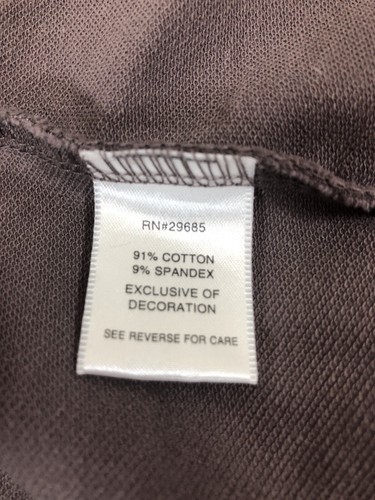 RN#29685
91% COTTON
9% SPANDEX
EXCLUSIVE OF
DECORATION
SEE REVERSE FOR CARE